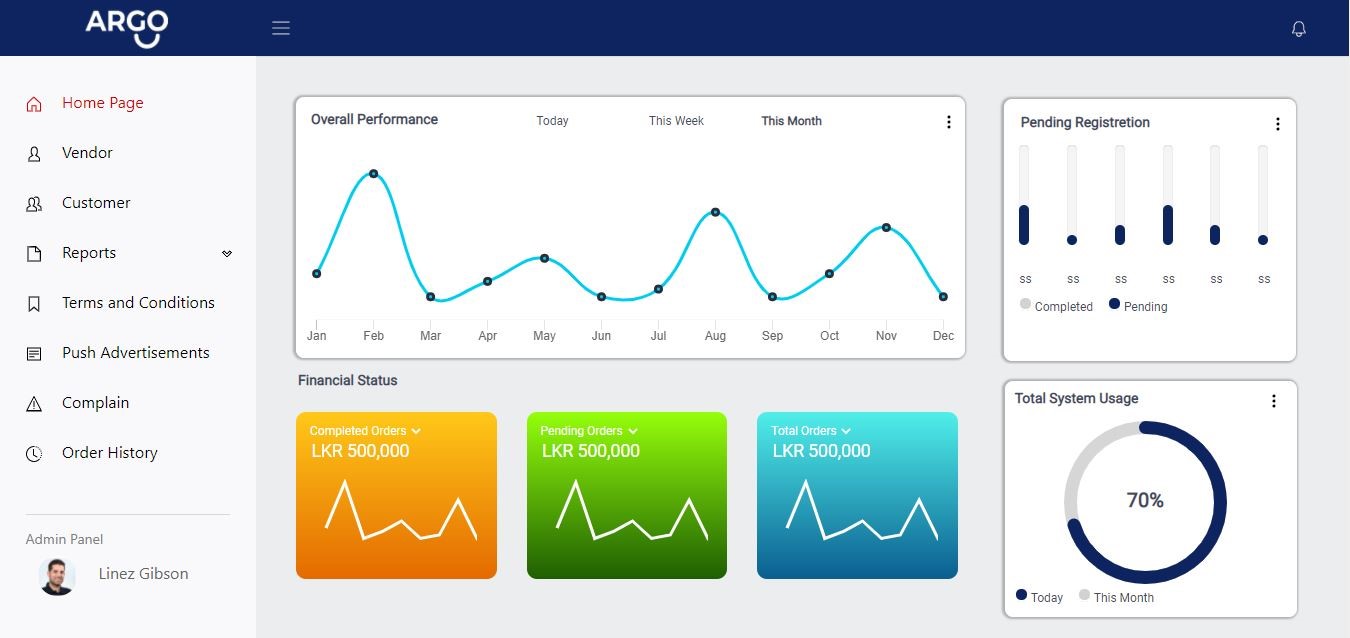 ARGO
Home Page
Vendor
Customer
Reports
Terms and Conditions
Push Advertisements
Complain
Order History
Admin Panel
Linez Gibson
Overall Performance Today This Week This Month
Jan Feb Mar Apr May Jun Jul Aug Sep Oct Nov Dec
Pending Registretion
ss ss ss ss ss ss
Completed Pending
Financial Status
Completed Orders
LKR 500,000
Pending Orders
LKR 500,000
Total Orders
LKR 500,000
Total System Usage
70%
Today This Month